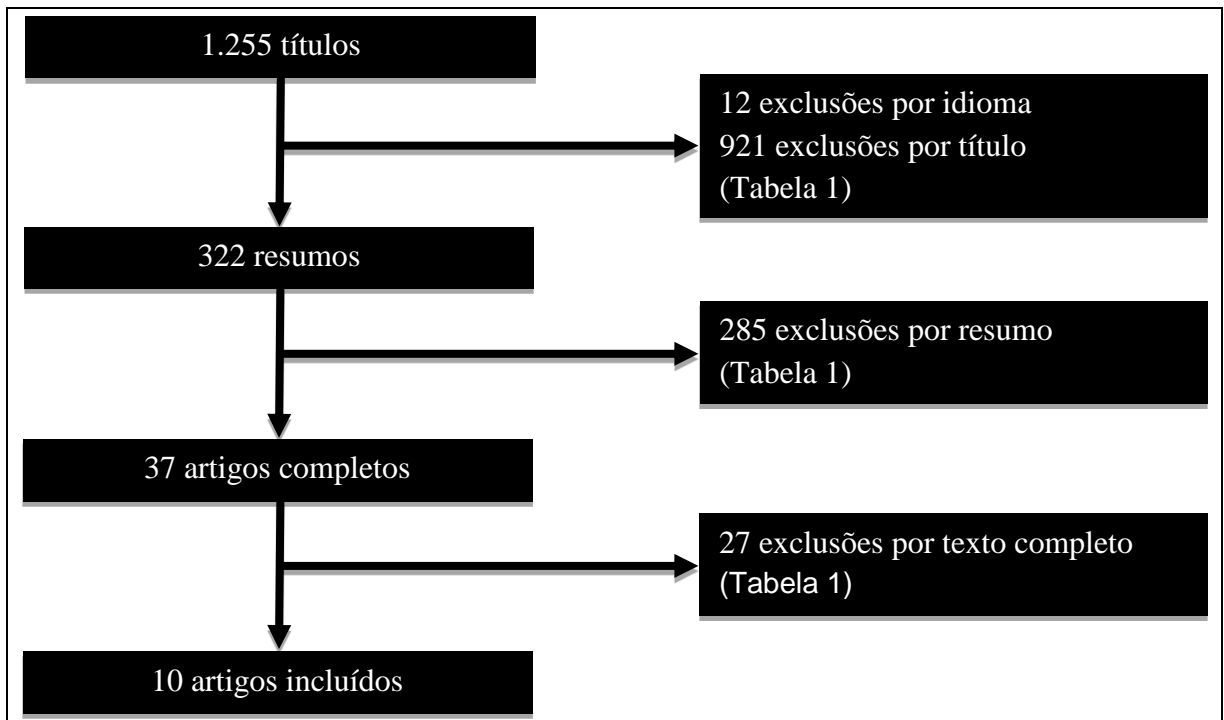 1.255 títulos
12 exclusões por idioma
921 exclusões por título
(Tabela 1)
322 resumos
285 exclusões por resumo
(Tabela 1)
37 artigos completos
27 exclusões por texto completo
(Tabela 1)
10 artigos incluídos